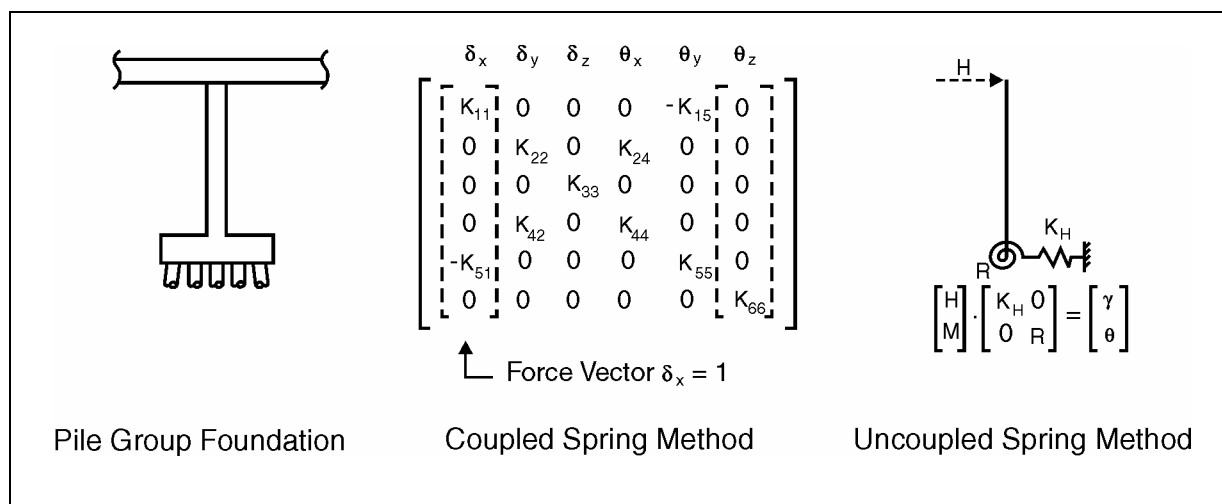 δx δy δz θx θy θz
K11 0 0 0 -K15 0
0 K22 0 K24 0 0
0 0 K33 0 0 0
0 K42 0 K44 0 0
-K51 0 0 0 K55 0
0 0 0 0 0 K66
Force Vector δx = 1
H
KH
R
[H M] · [KH 0 0 R] = [γ θ]
Pile Group Foundation
Coupled Spring Method
Uncoupled Spring Method